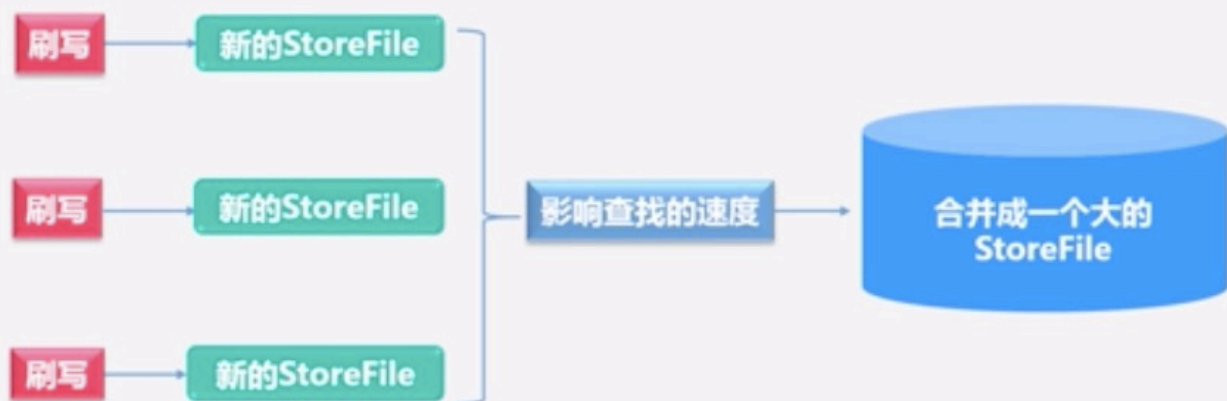 刷写
新的StoreFile
刷写
新的StoreFile
影响查找的速度
合并成一个大的
StoreFile
刷写
新的StoreFile